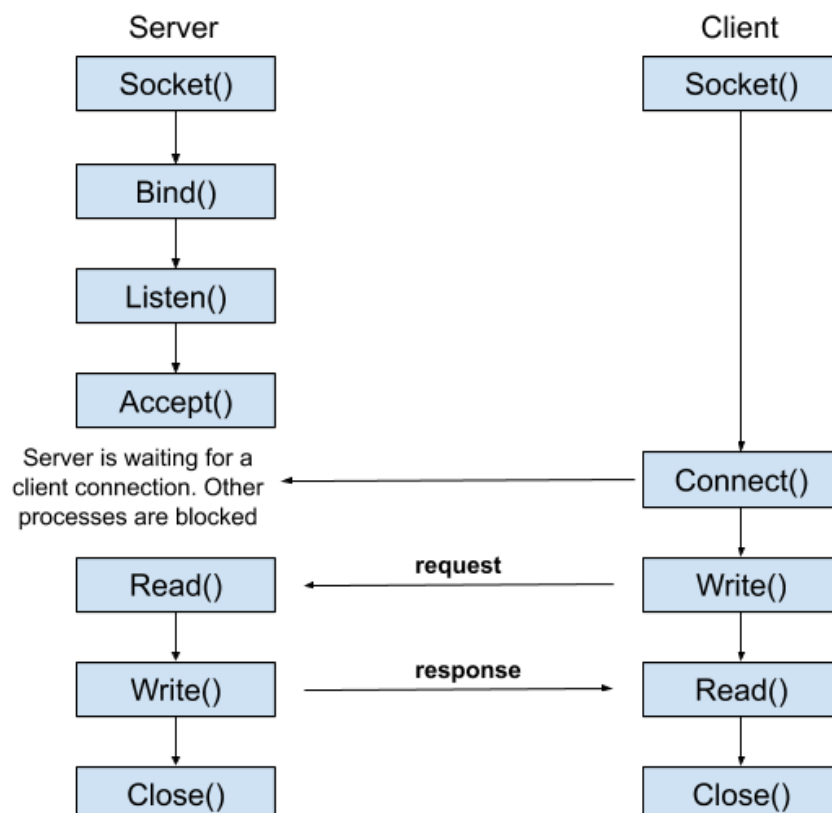 Server
Client
Socket()
Socket()
Bind()
Listen()
Accept()
Server is waiting for a
client connection. Other
processes are blocked
Connect()
Read()
request
Write()
Write()
response
Read()
Close()
Close()